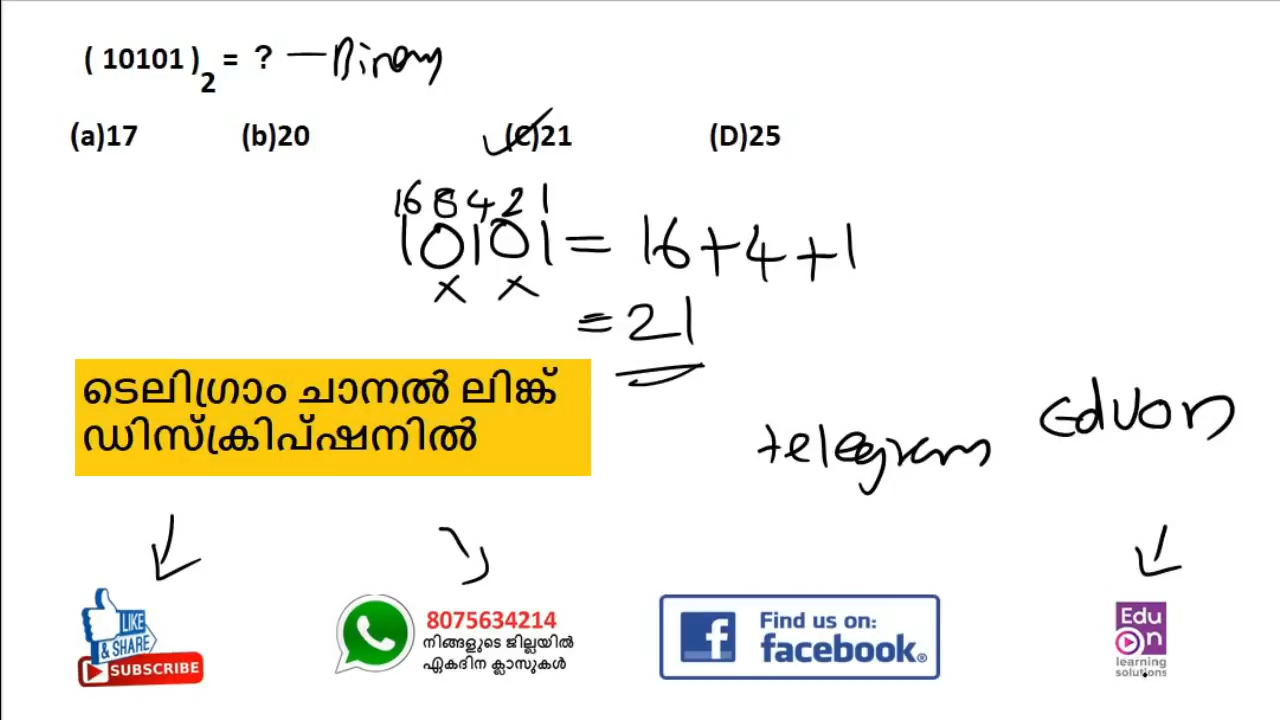 ( 10101 )2 = ? — Binary
(a)17 (b)20 (C)21 (D)25
16 8 4 2 1
10101 = 16+4+1
x x
= 21
ടെലിഗ്രാം ചാനൽ ലിങ്ക്
ഡിസ്ക്രിപ്ഷനിൽ
telegram Eduon
LIKE
& SHARE
SUBSCRIBE
8075634214
നിങ്ങളുടെ ജില്ലയിൽ
ഏകദിന ക്ലാസുകൾ
Find us on:
facebook®
Edu
On
learning
solutions